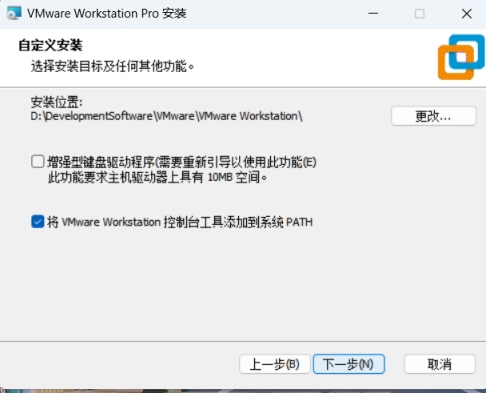 VMware Workstation Pro 安装
自定义安装
选择安装目标及任何其他功能。
安装位置:
D:\DevelopmentSoftware\VMware\VMware Workstation\
更改...
增强型键盘驱动程序(需要重新引导以使用此功能(E)
此功能要求主机驱动器上具有 10MB 空间。
将 VMware Workstation 控制台工具添加到系统 PATH
上一步(B)
下一步(N)
取消